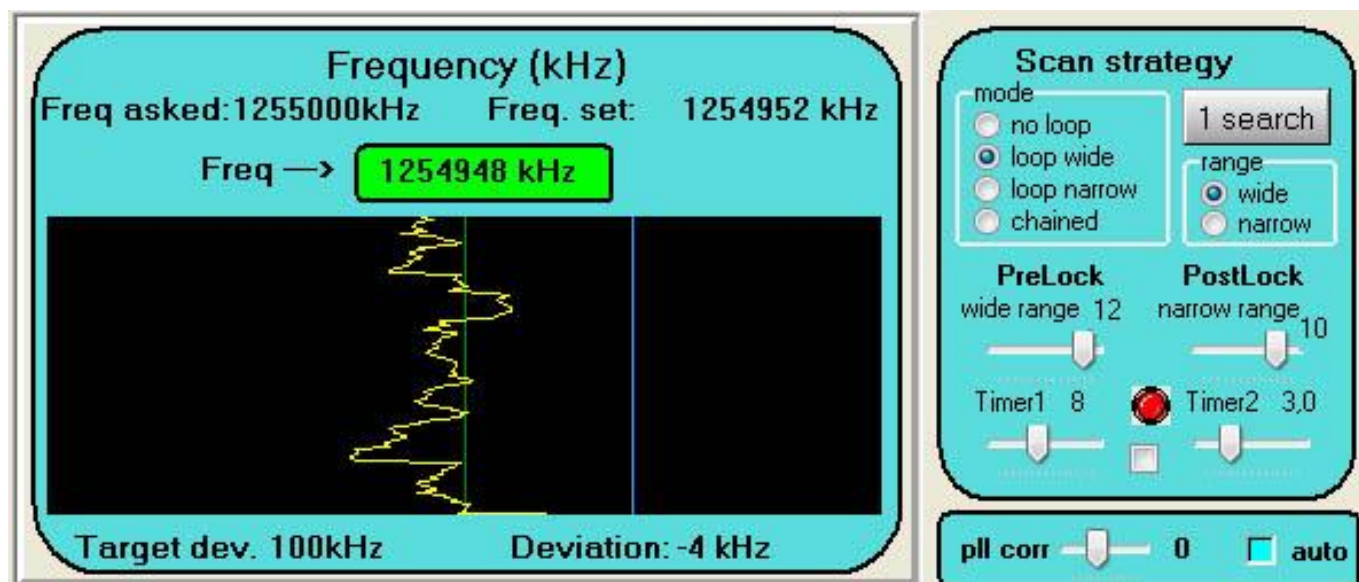 Frequency (kHz)
Freq asked:1255000kHz Freq. set: 1254952 kHz
Freq —> 1254948 kHz
Target dev. 100kHz Deviation: -4 kHz
Scan strategy
mode
no loop
loop wide
loop narrow
chained
1 search
range
wide
narrow
PreLock PostLock
wide range 12 narrow range 10
Timer1 8 Timer2 3,0
pll corr 0 auto